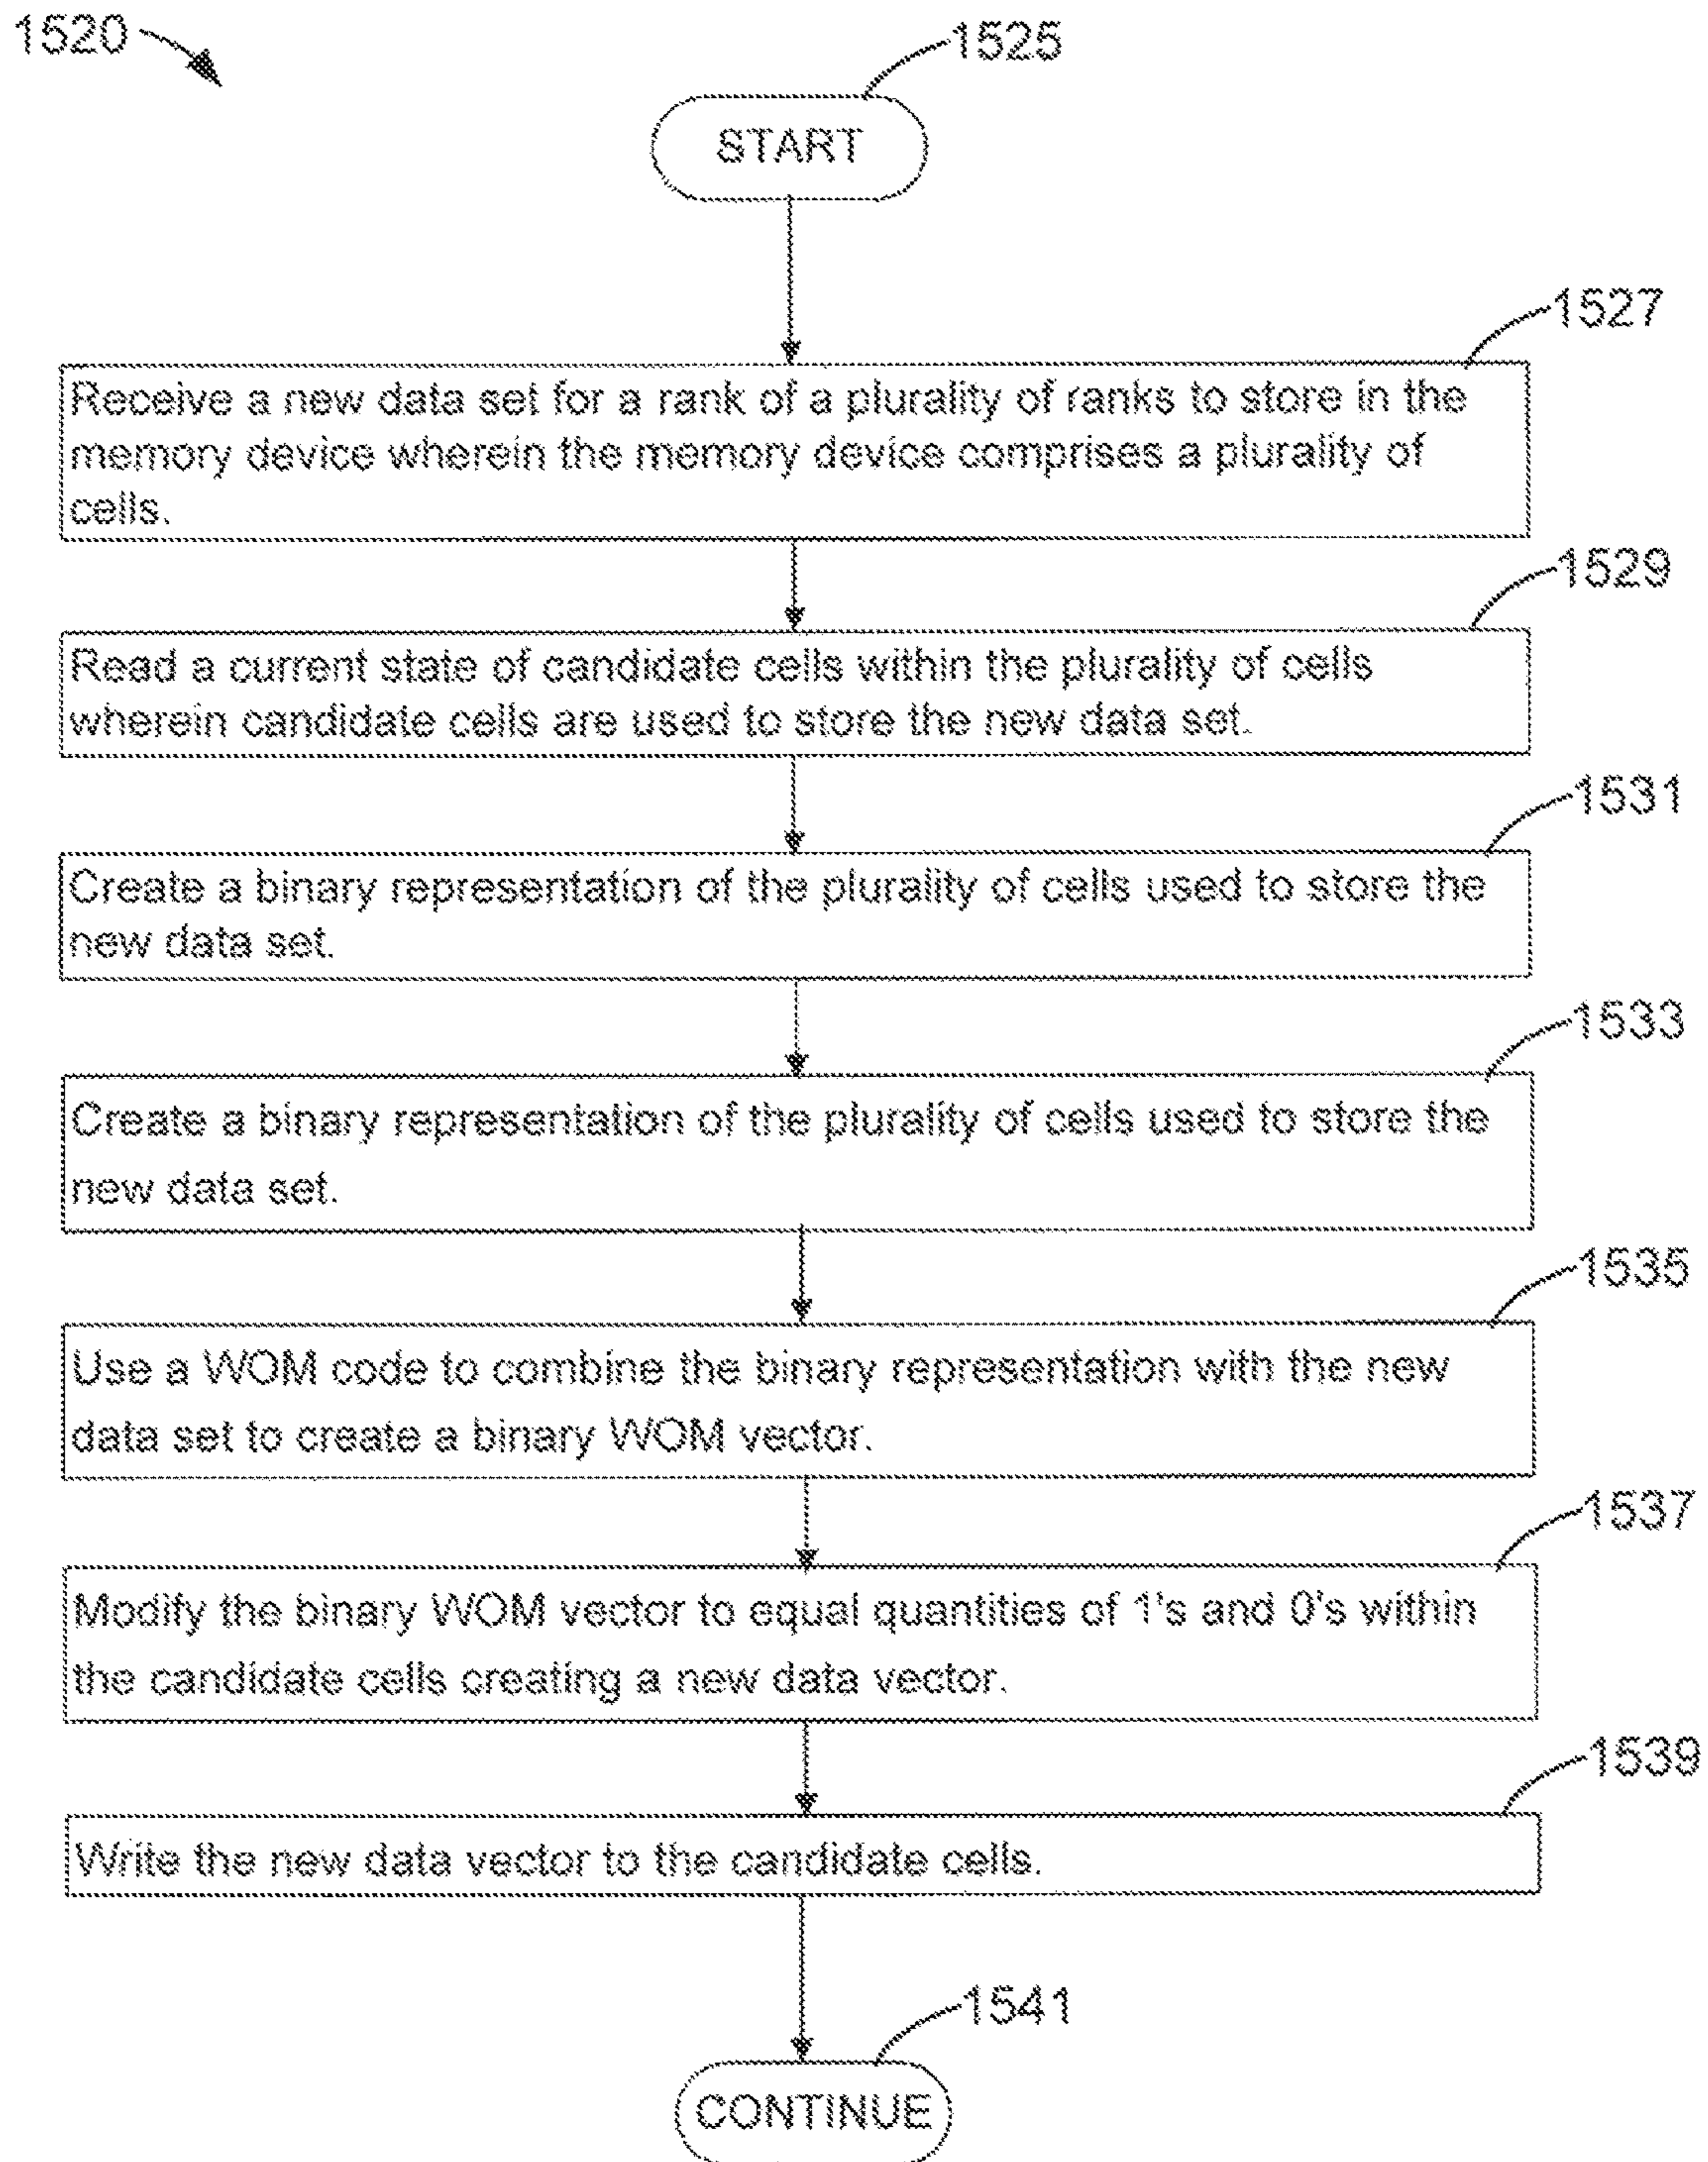 1520
1525
START
1527
Receive a new data set for a rank of a plurality of ranks to store in the
memory device wherein the memory device comprises a plurality of
cells.
1529
Read a current state of candidate cells within the plurality of cells
wherein candidate cells are used to store the new data set.
1531
Create a binary representation of the plurality of cells used to store the
new data set.
1533
Create a binary representation of the plurality of cells used to store the
new data set.
1535
Use a WOM code to combine the binary representation with the new
data set to create a binary WOM vector.
1537
Modify the binary WOM vector to equal quantities of 1's and 0's within
the candidate cells creating a new data vector.
1539
Write the new data vector to the candidate cells.
1541
CONTINUE